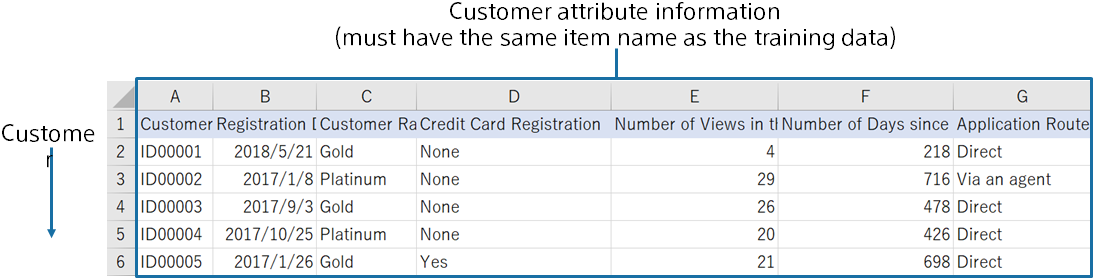 Customer attribute information
(must have the same item name as the training data)
Custome
r
A B C D E F G
1 Customer Registration D Customer Ra Credit Card Registration Number of Views in th Number of Days since Application Route
2 ID00001 2018/5/21 Gold None 4 218 Direct
3 ID00002 2017/1/8 Platinum None 29 716 Via an agent
4 ID00003 2017/9/3 Gold None 26 478 Direct
5 ID00004 2017/10/25 Platinum None 20 426 Direct
6 ID00005 2017/1/26 Gold Yes 21 698 Direct